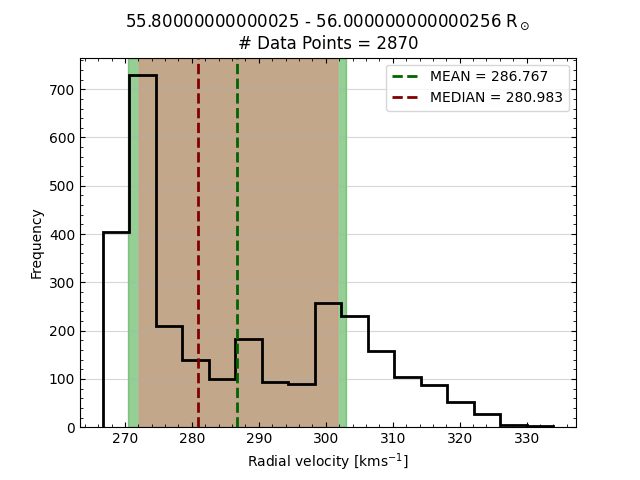 55.80000000000025 - 56.000000000000256 R⊙
# Data Points = 2870
MEAN = 286.767
MEDIAN = 280.983
Frequency
700
600
500
400
300
200
100
0
270 280 290 300 310 320 330
Radial velocity [kms⁻¹]